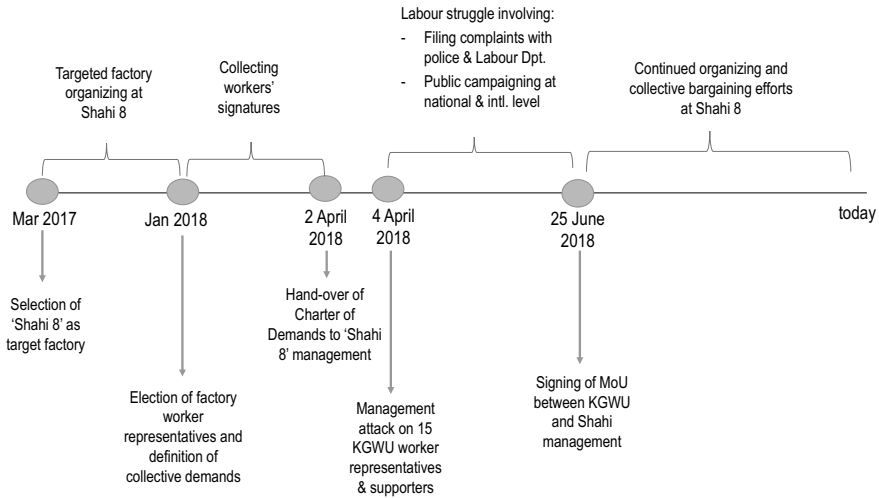 Labour struggle involving:
- Filing complaints with
police & Labour Dpt.
- Public campaigning at
national & intl. level
Targeted factory
organizing at
Shahi 8
Collecting
workers'
signatures
Continued organizing and
collective bargaining efforts
at Shahi 8
Mar 2017
Jan 2018
2 April
2018
4 April
2018
25 June
2018
today
Selection of
'Shahi 8' as
target factory
Election of factory
worker
representatives and
definition of
collective demands
Hand-over of
Charter of
Demands to 'Shahi
8' management
Management
attack on 15
KGWU worker
representatives
& supporters
Signing of MoU
between KGWU
and Shahi
management